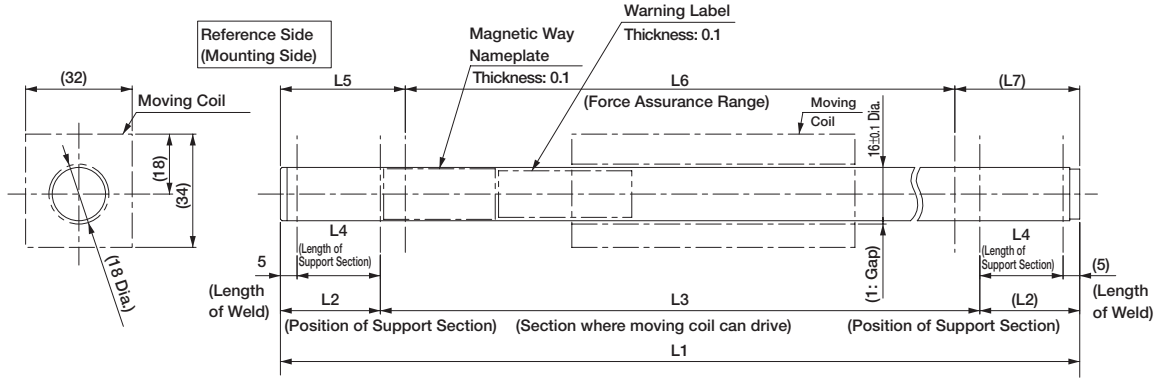 Reference Side
(Mounting Side)
Magnetic Way
Nameplate
Thickness: 0.1
Warning Label
Thickness: 0.1
(32)
Moving Coil
(18)
(34)
(18 Dia.)
L5
L6
(L7)
(Force Assurance Range)
Moving
Coil
16±0.1 Dia.
L4
(Length of
Support Section)
5
(Length
of Weld)
L2
(Position of Support Section)
L3
(Section where moving coil can drive)
(1: Gap)
L4
(Length of
Support Section)
(5)
(Length
of Weld)
(L2)
(Position of Support Section)
L1